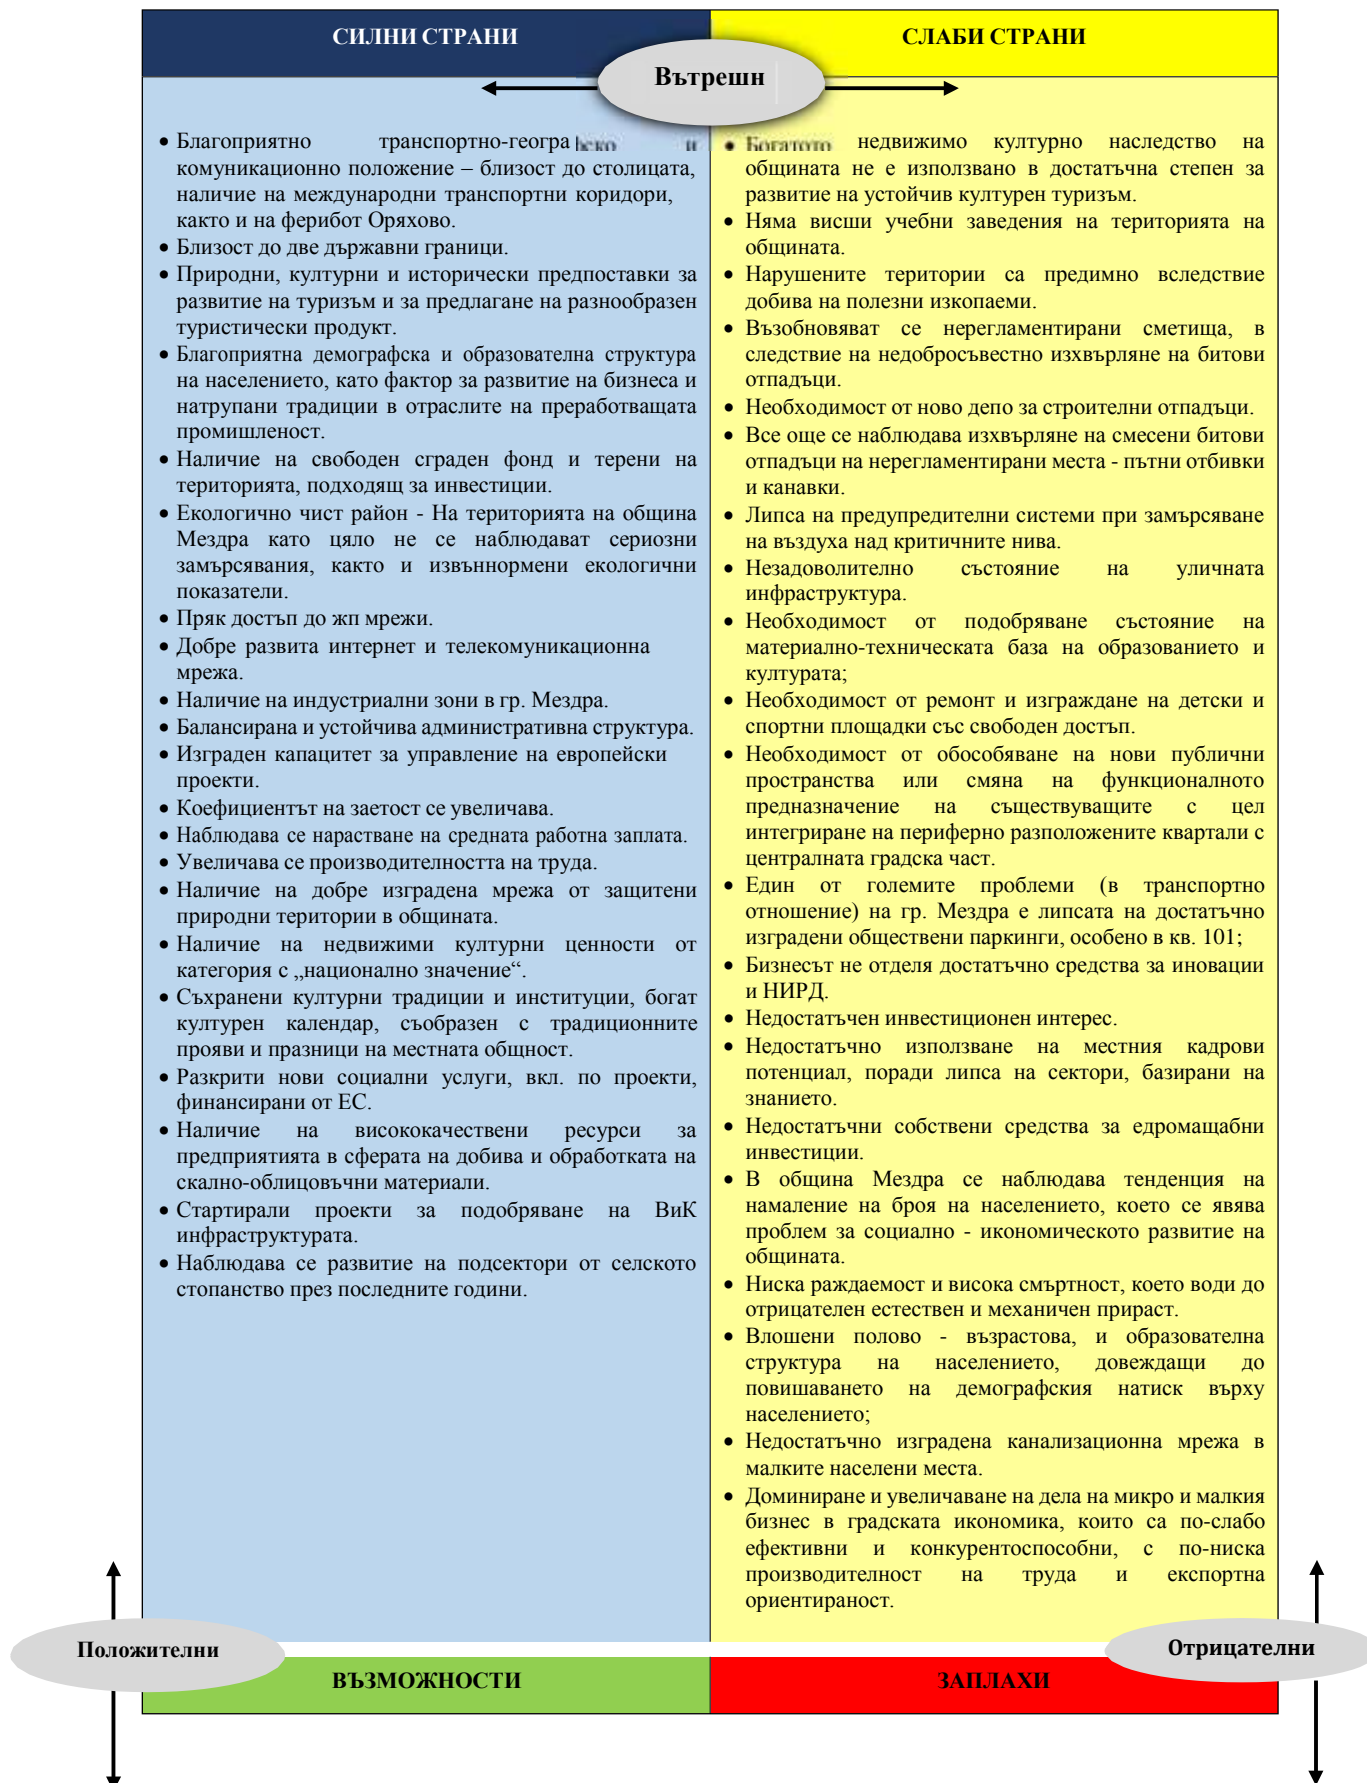 СИЛНИ СТРАНИ
СЛАБИ СТРАНИ
Вътрешн
• Благоприятно транспортно-геогра фско и
комуникационно положение – близост до столицата,
наличие на международни транспортни коридори,
както и на ферибот Оряхово.
• Близост до две държавни граници.
• Природни, културни и исторически предпоставки за
развитие на туризъм и за предлагане на разнообразен
туристически продукт.
• Благоприятна демографска и образователна структура
на населението, като фактор за развитие на бизнеса и
натрупани традиции в отраслите на преработващата
промишленост.
• Наличие на свободен сграден фонд и терени на
територията, подходящ за инвестиции.
• Екологично чист район - На територията на община
Мездра като цяло не се наблюдават сериозни
замърсявания, както и извъннормени екологични
показатели.
• Пряк достъп до жп мрежи.
• Добре развита интернет и телекомуникационна
мрежа.
• Наличие на индустриални зони в гр. Мездра.
• Балансирана и устойчива административна структура.
• Изграден капацитет за управление на европейски
проекти.
• Коефициентът на заетост се увеличава.
• Наблюдава се нарастване на средната работна заплата.
• Увеличава се производителността на труда.
• Наличие на добре изградена мрежа от защитени
природни територии в общината.
• Наличие на недвижими културни ценности от
категория с „национално значение“.
• Съхранени културни традиции и институции, богат
културен календар, съобразен с традиционните
прояви и празници на местната общност.
• Разкрити нови социални услуги, вкл. по проекти,
финансирани от ЕС.
• Наличие на висококачествени ресурси за
предприятията в сферата на добива и обработката на
скално-облицовъчни материали.
• Стартирали проекти за подобряване на ВиК
инфраструктурата.
• Наблюдава се развитие на подсектори от селското
стопанство през последните години.
• Богатото недвижимо културно наследство на
общината не е използвано в достатъчна степен за
развитие на устойчив културен туризъм.
• Няма висши учебни заведения на територията на
общината.
• Нарушените територии са предимно вследствие
добива на полезни изкопаеми.
• Възобновяват се нерегламентирани сметища, в
следствие на недобросъвестно изхвърляне на битови
отпадъци.
• Необходимост от ново депо за строителни отпадъци.
• Все още се наблюдава изхвърляне на смесени битови
отпадъци на нерегламентирани места - пътни отбивки
и канавки.
• Липса на предупредителни системи при замърсяване
на въздуха над критичните нива.
• Незадоволително състояние на уличната
инфраструктура.
• Необходимост от подобряване състояние на
материално-техническата база на образованието и
културата;
• Необходимост от ремонт и изграждане на детски и
спортни площадки със свободен достъп.
• Необходимост от обособяване на нови публични
пространства или смяна на функционалното
предназначение на съществуващите с цел
интегриране на периферно разположените квартали с
централната градска част.
• Един от големите проблеми (в транспортно
отношение) на гр. Мездра е липсата на достатъчно
изградени обществени паркинги, особено в кв. 101;
• Бизнесът не отделя достатъчно средства за иновации
и НИРД.
• Недостатъчен инвестиционен интерес.
• Недостатъчно използване на местния кадрови
потенциал, поради липса на сектори, базирани на
знанието.
• Недостатъчни собствени средства за едромащабни
инвестиции.
• В община Мездра се наблюдава тенденция на
намаление на броя на населението, което се явява
проблем за социално - икономическото развитие на
общината.
• Ниска раждаемост и висока смъртност, което води до
отрицателен естествен и механичен прираст.
• Влошени полово - възрастова, и образователна
структура на населението, довеждащи до
повишаването на демографския натиск върху
населението;
• Недостатъчно изградена канализационна мрежа в
малките населени места.
• Доминиране и увеличаване на дела на микро и малкия
бизнес в градската икономика, които са по-слабо
ефективни и конкурентоспособни, с по-ниска
производителност на труда и експортна
ориентираност.
Положителни
Отрицателни
ВЪЗМОЖНОСТИ
ЗАПЛАХИ